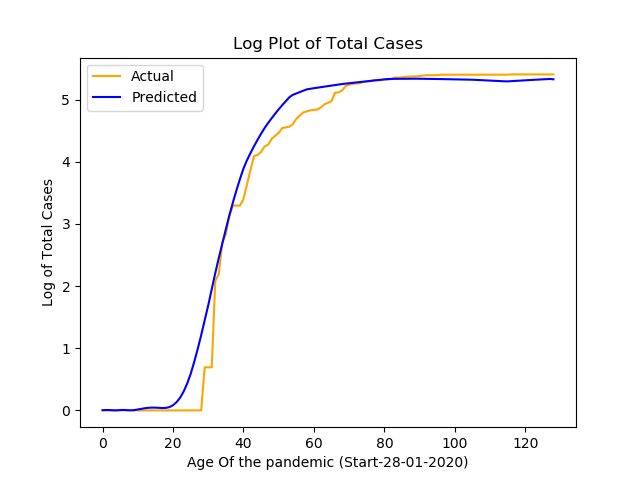 Log Plot of Total Cases
Actual
Predicted
Log of Total Cases
5
4
3
2
1
0
0 20 40 60 80 100 120
Age Of the pandemic (Start-28-01-2020)